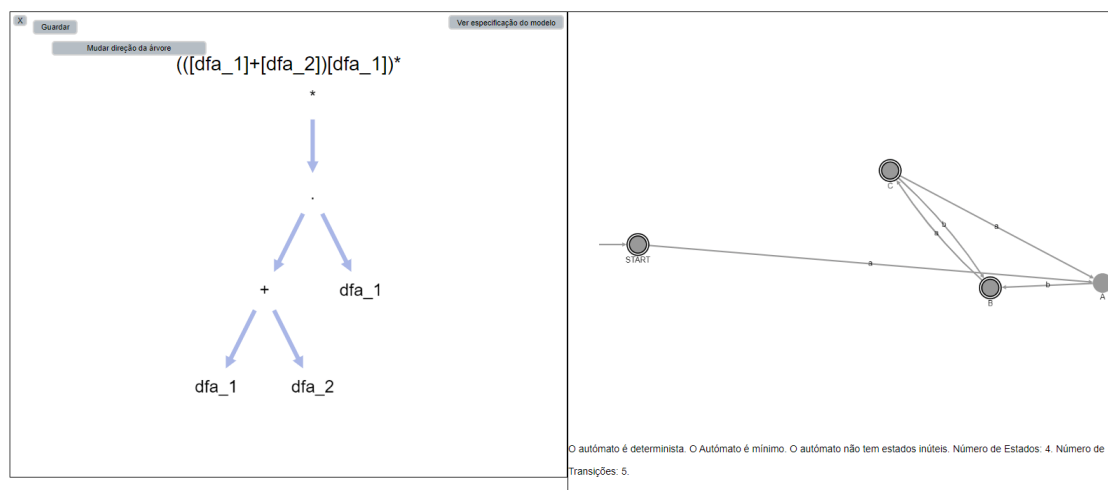 X
Guardar
Ver especificação do modelo
Mudar direção da árvore
(([dfa_1]+[dfa_2])[dfa_1])*
*
.
+
dfa_1
dfa_1
dfa_2
C
b
a
a
START
a
b
B
A
O autómato é determinista. O Autómato é mínimo. O autómato não tem estados inúteis. Número de Estados: 4. Número de
Transições: 5.